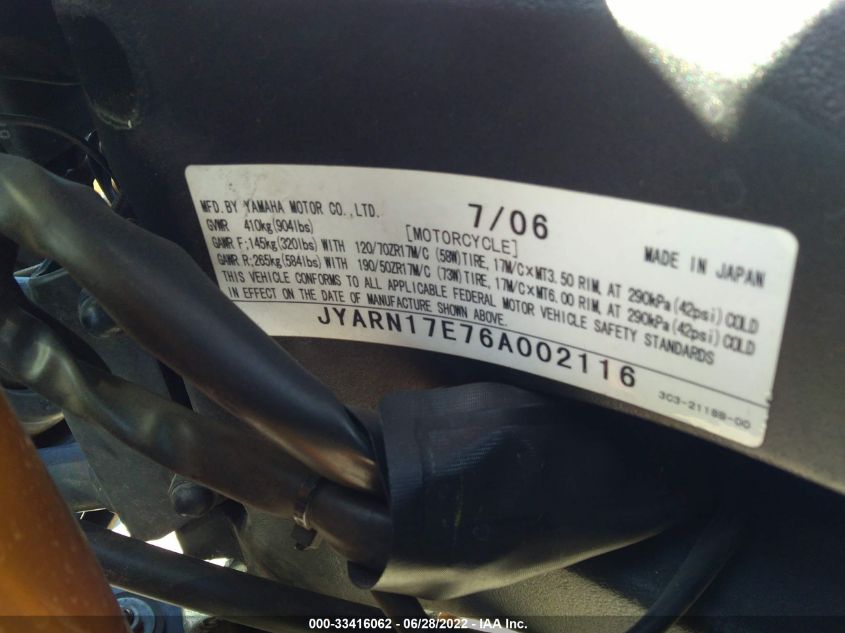 MFD. BY YAMAHA MOTOR CO., LTD. 7/06
GVWR 410kg(904lbs) [MOTORCYCLE] MADE IN JAPAN
GAWR F:145kg(320lbs) WITH 120/70ZR17M/C (58W)TIRE, 17M/C×MT3.50 RIM, AT 290kPa(42psi)COLD
GAWR R:265kg(584lbs) WITH 190/50ZR17M/C (73W)TIRE, 17M/C×MT6.00 RIM, AT 290kPa(42psi)COLD
THIS VEHICLE CONFORMS TO ALL APPLICABLE FEDERAL MOTOR VEHICLE SAFETY STANDARDS
IN EFFECT ON THE DATE OF MANUFACTURE SHOWN ABOVE.
JYARN17E76A002116
3C3-2118B-00
000-33416062 - 06/28/2022 - IAA Inc.